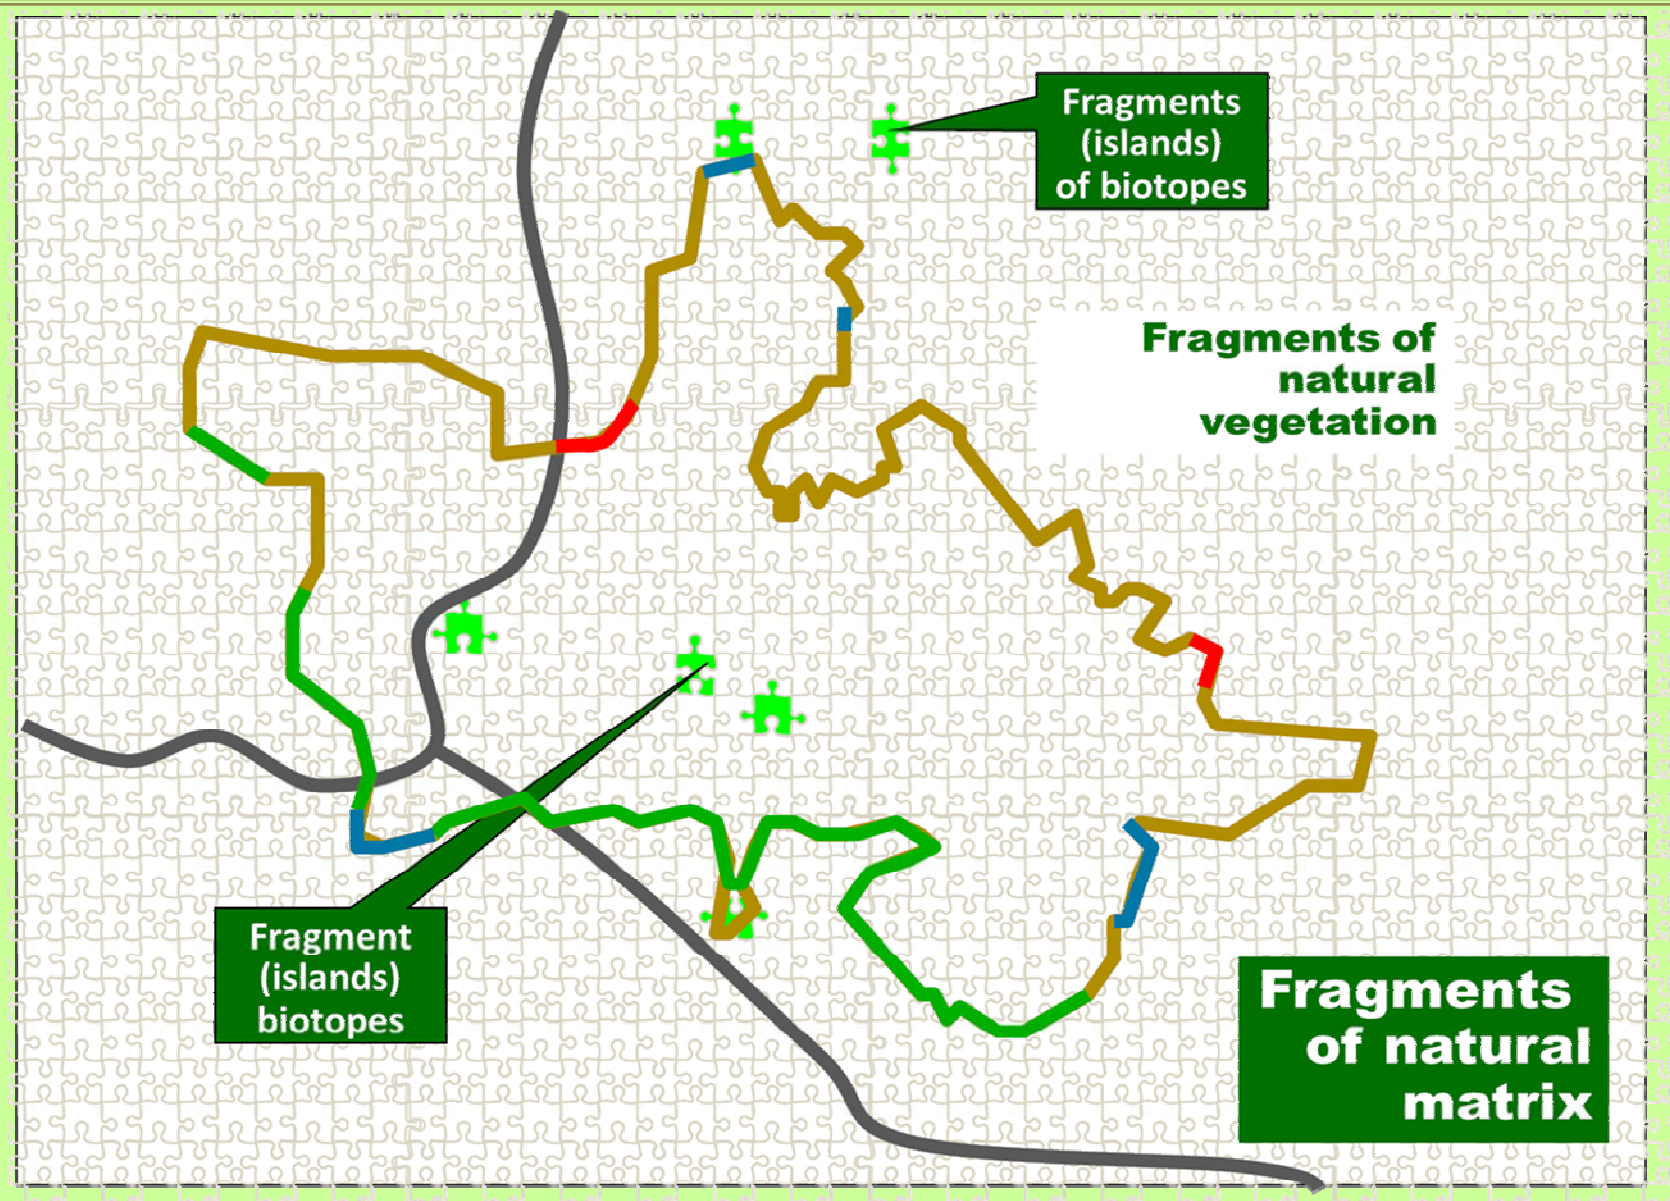 Fragments
(islands)
of biotopes
Fragments of
natural
vegetation
Fragment
(islands)
biotopes
Fragments
of natural
matrix